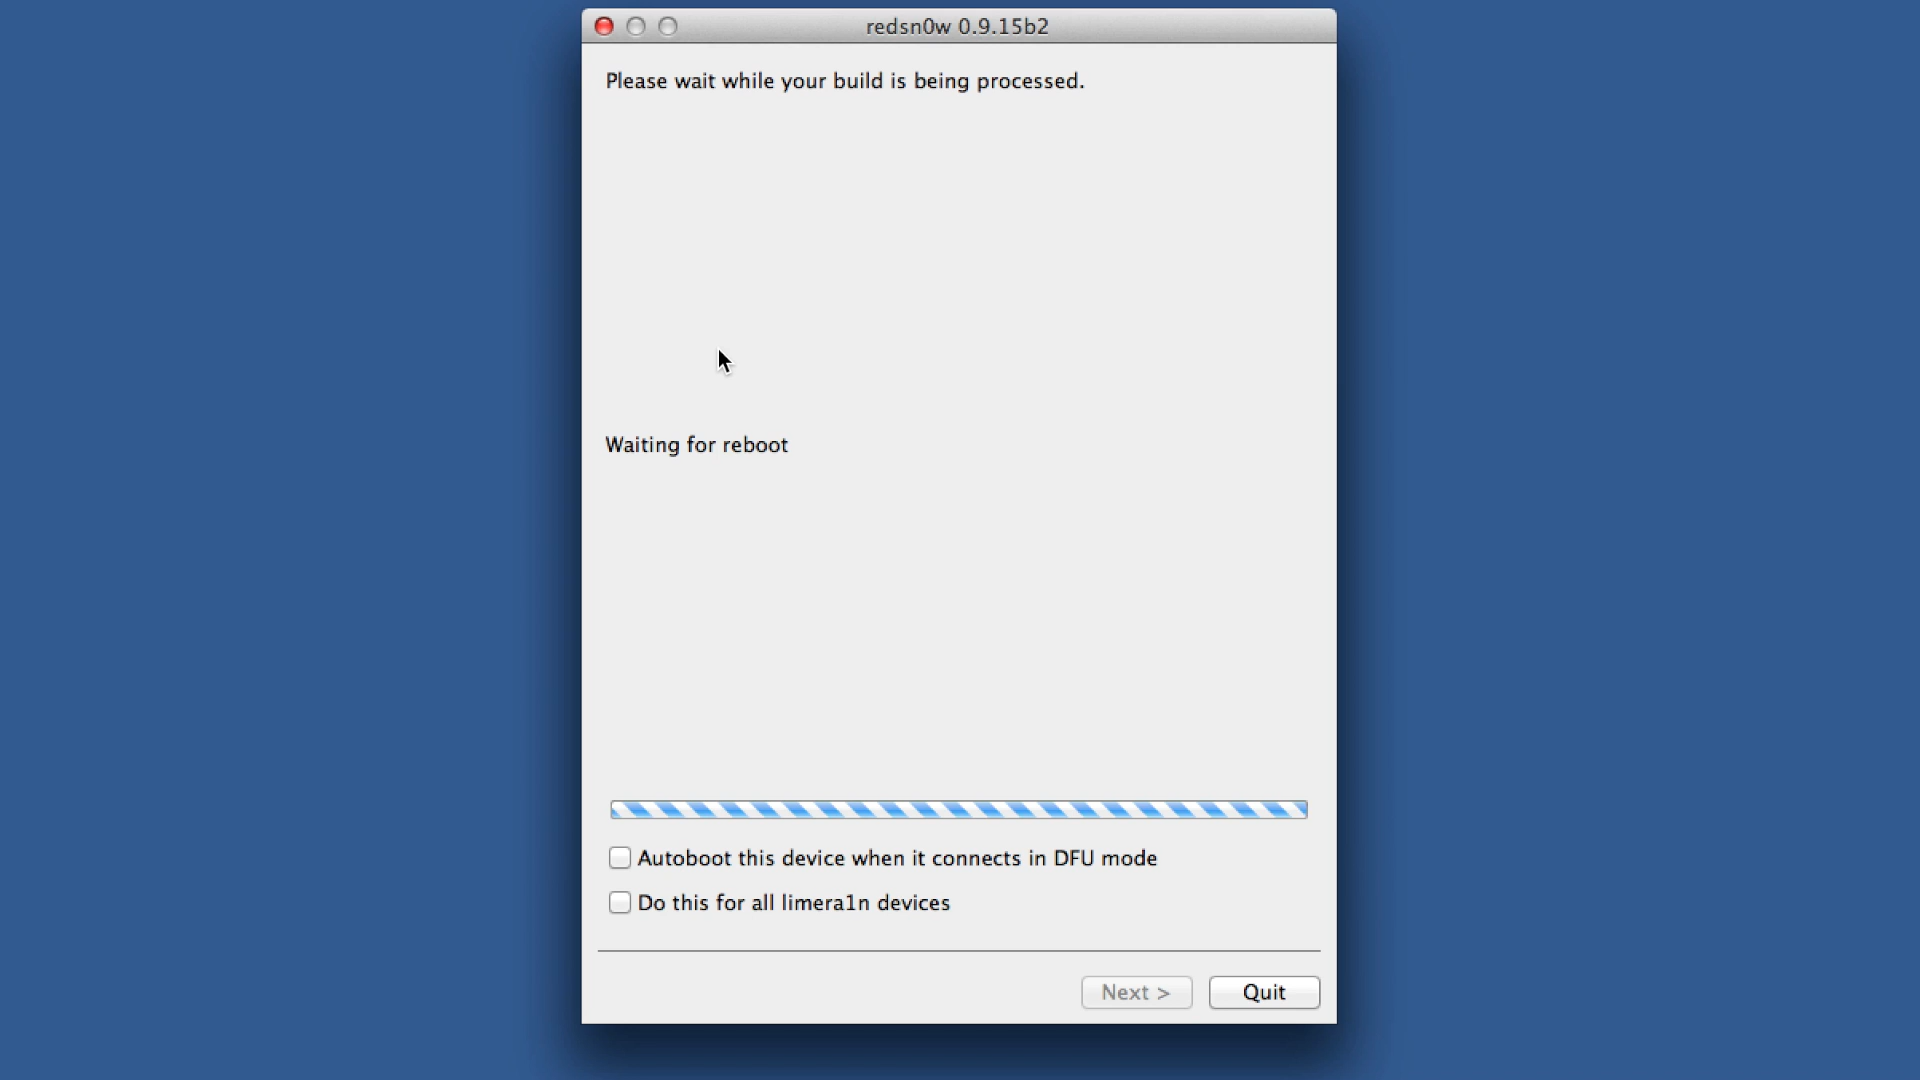 redsn0w 0.9.15b2
Please wait while your build is being processed.
Waiting for reboot
Autoboot this device when it connects in DFU mode
Do this for all limera1n devices
Next >
Quit